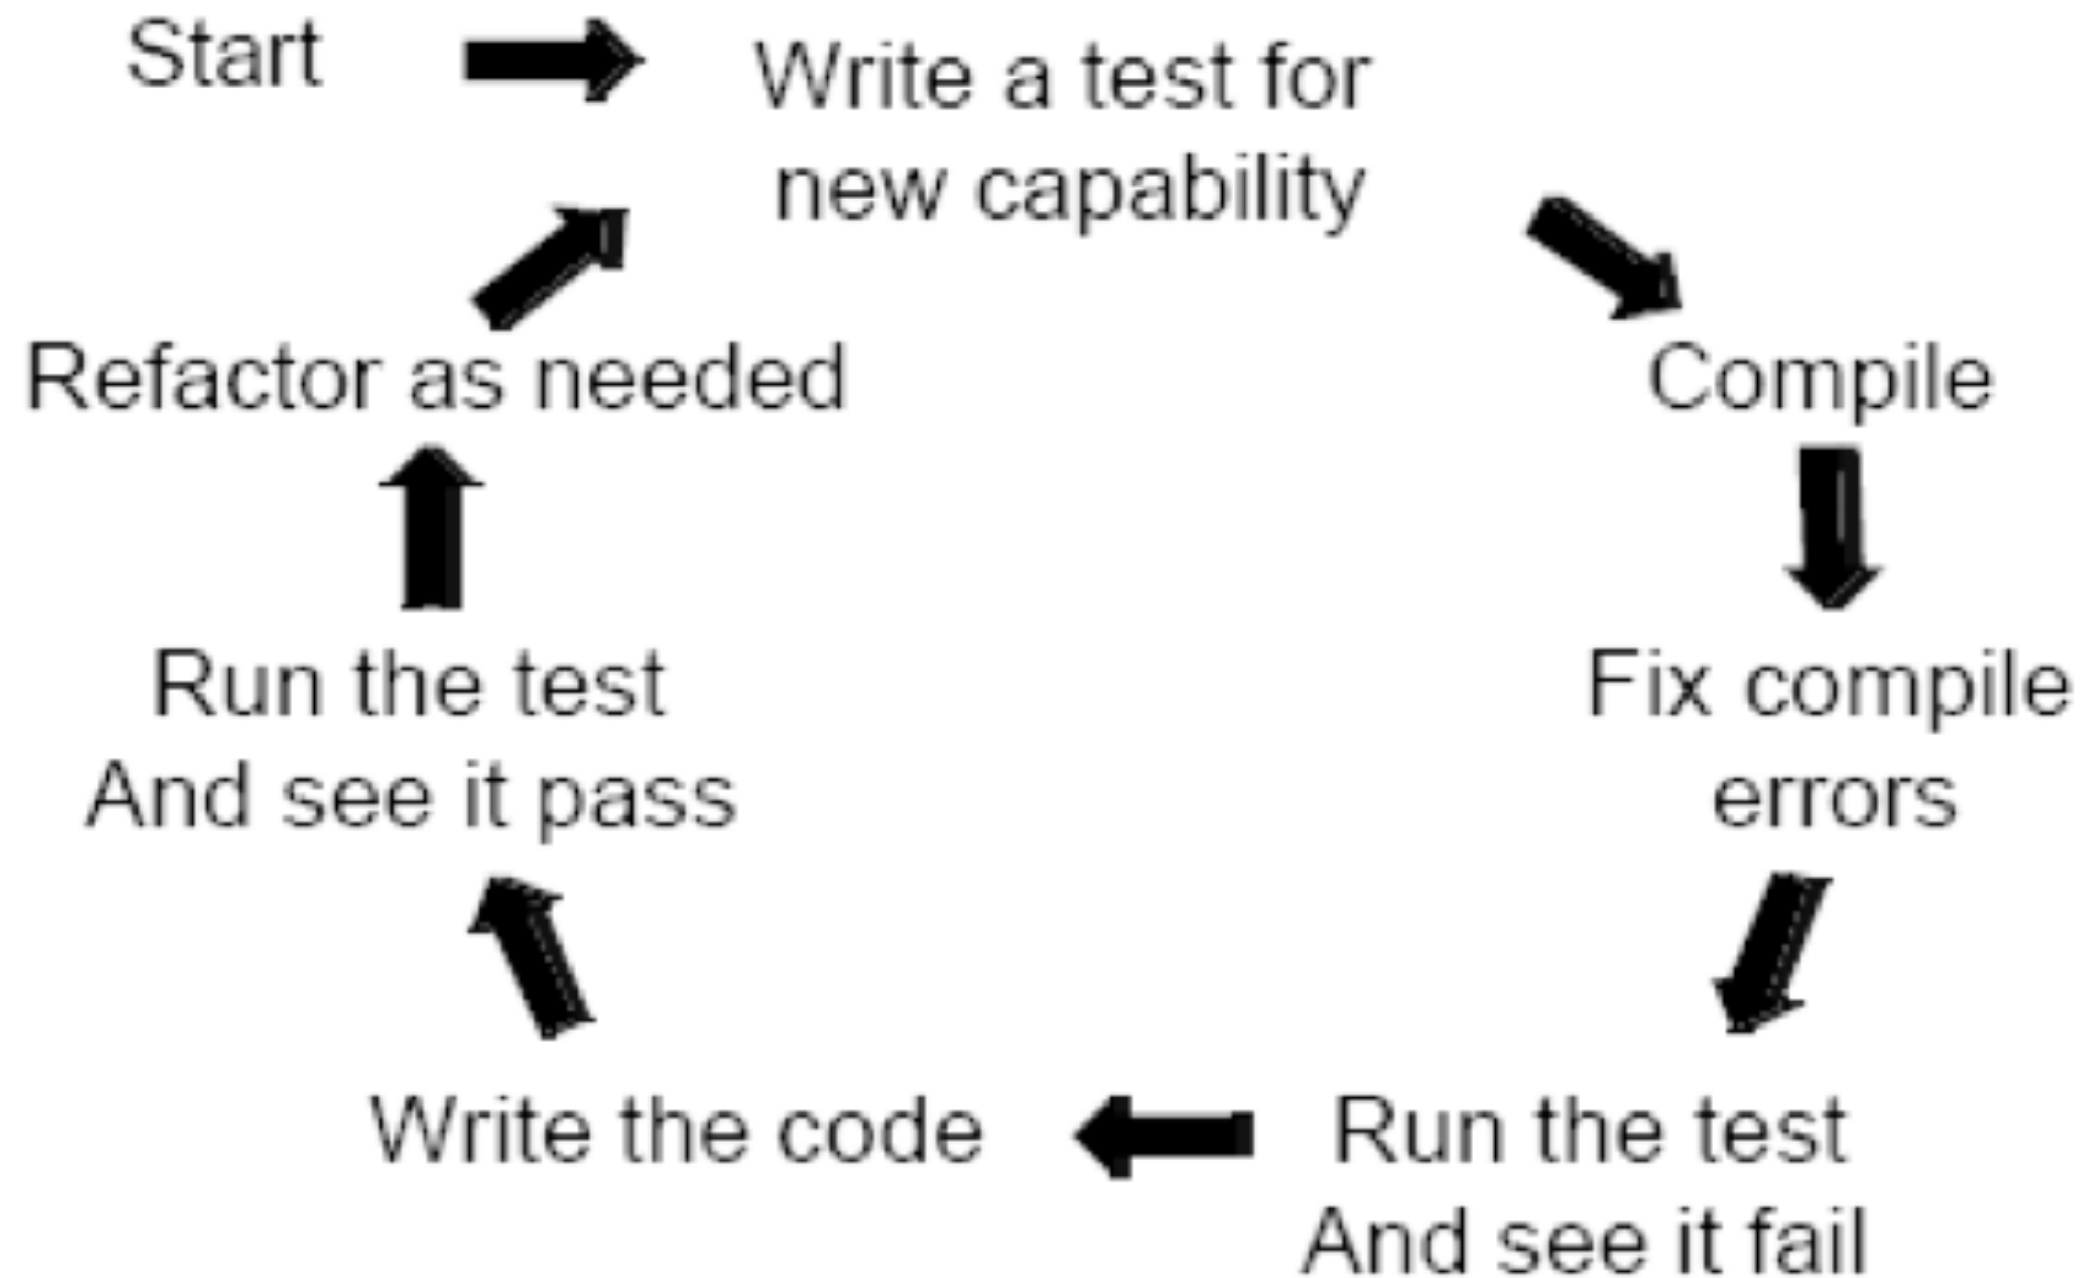 Start
Write a test for
new capability
Compile
Fix compile
errors
Run the test
And see it fail
Write the code
Run the test
And see it pass
Refactor as needed